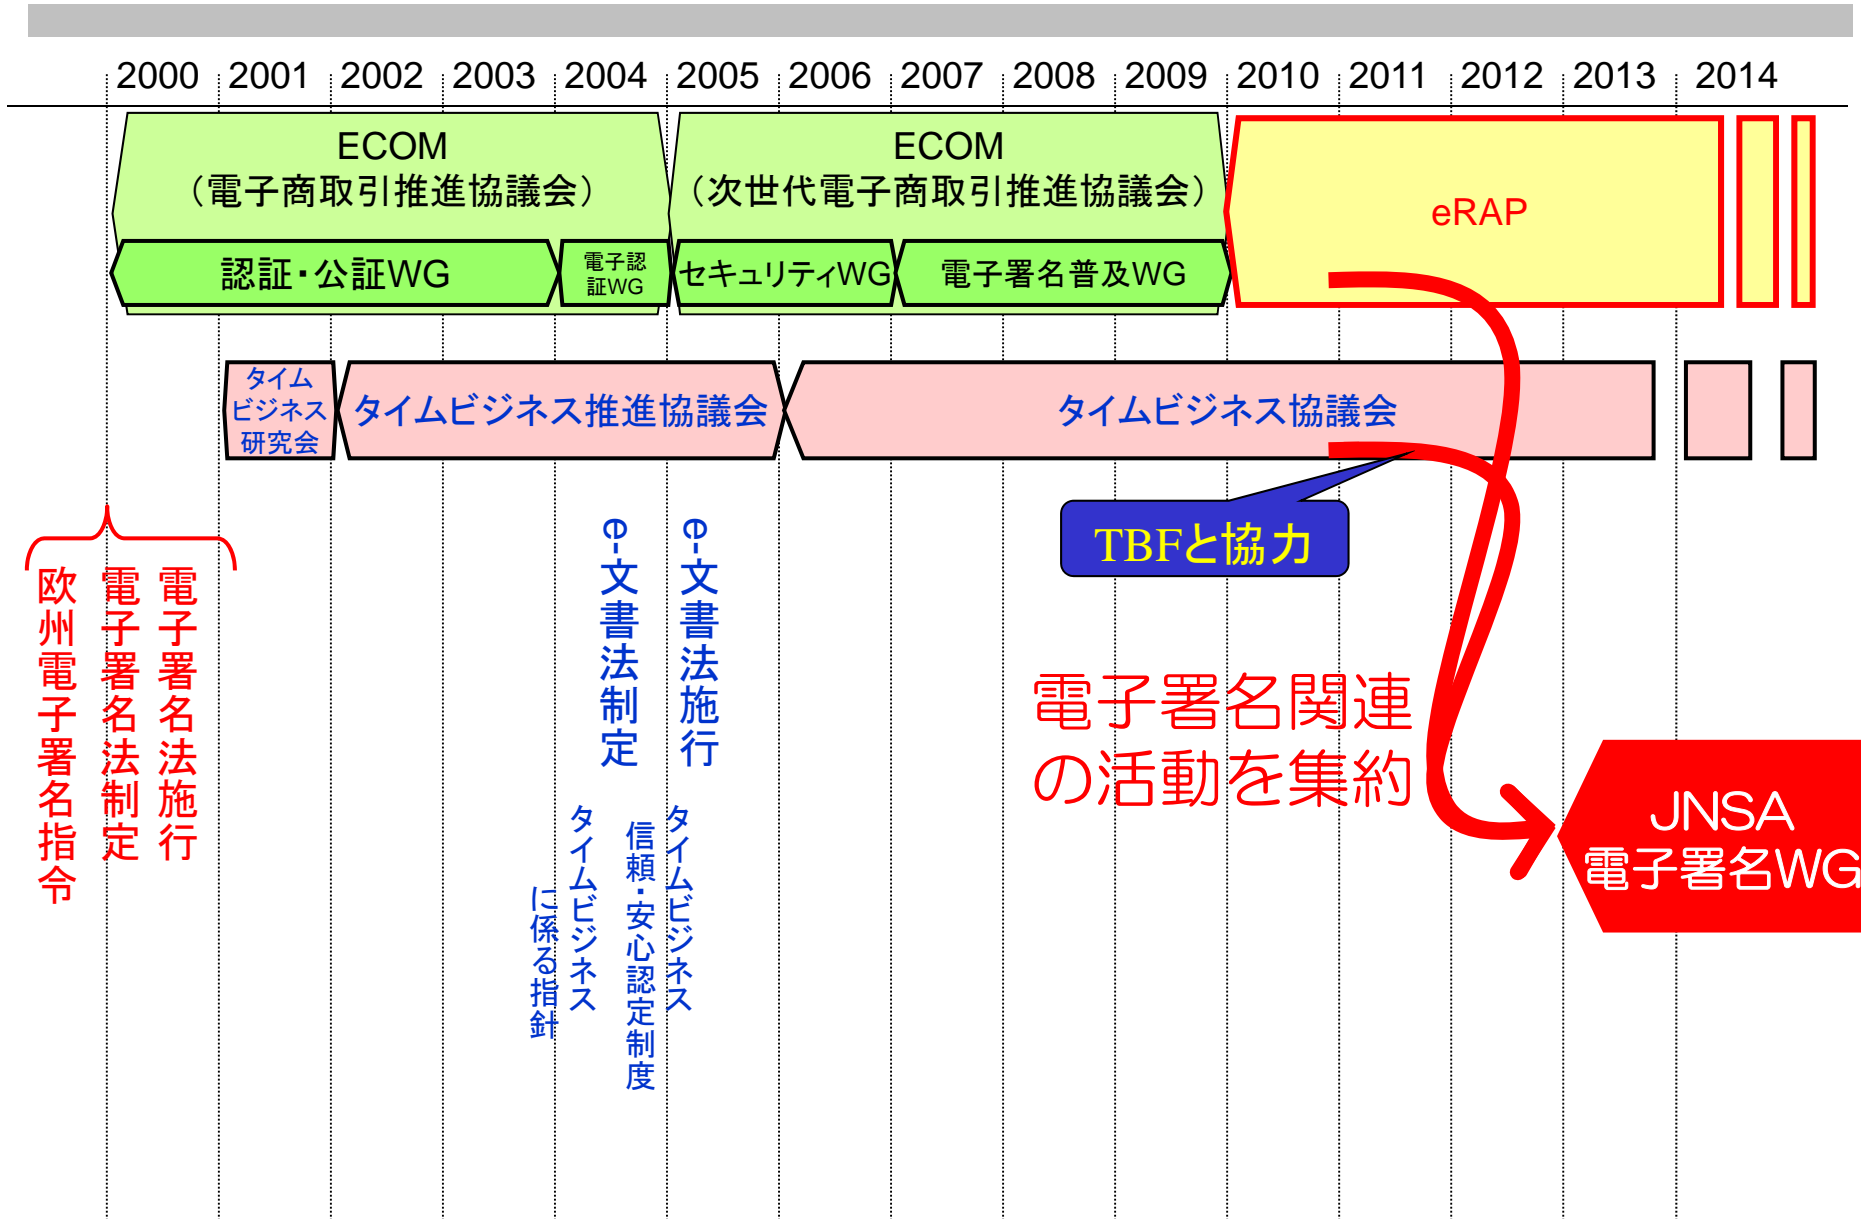 2000 2001 2002 2003 2004 2005 2006 2007 2008 2009 2010 2011 2012 2013 2014
ECOM
（電子商取引推進協議会）
ECOM
（次世代電子商取引推進協議会）
eRAP
認証・公証WG
電子認
証WG
セキュリティWG
電子署名普及WG
タイム
ビジネス
研究会
タイムビジネス推進協議会
タイムビジネス協議会
TBFと協力
欧州電子署名指令
電子署名法制定
電子署名法施行
e-文書法制定
e-文書法施行
タイムビジネス
に係る指針
タイムビジネス
信頼・安心認定制度
電子署名関連
の活動を集約
JNSA
電子署名WG